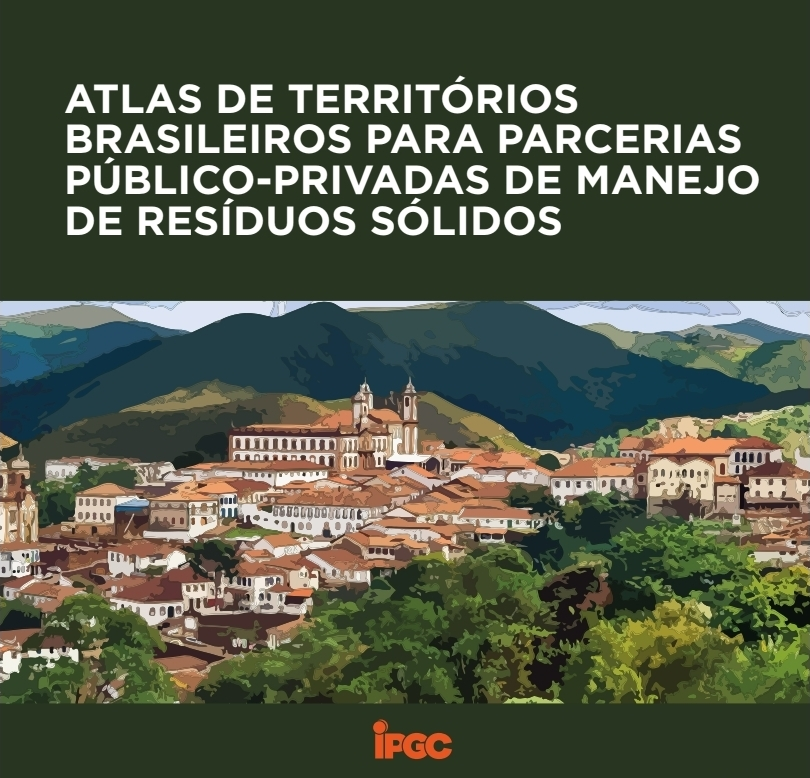 ATLAS DE TERRITÓRIOS
BRASILEIROS PARA PARCERIAS
PÚBLICO-PRIVADAS DE MANEJO
DE RESÍDUOS SÓLIDOS
IPGC